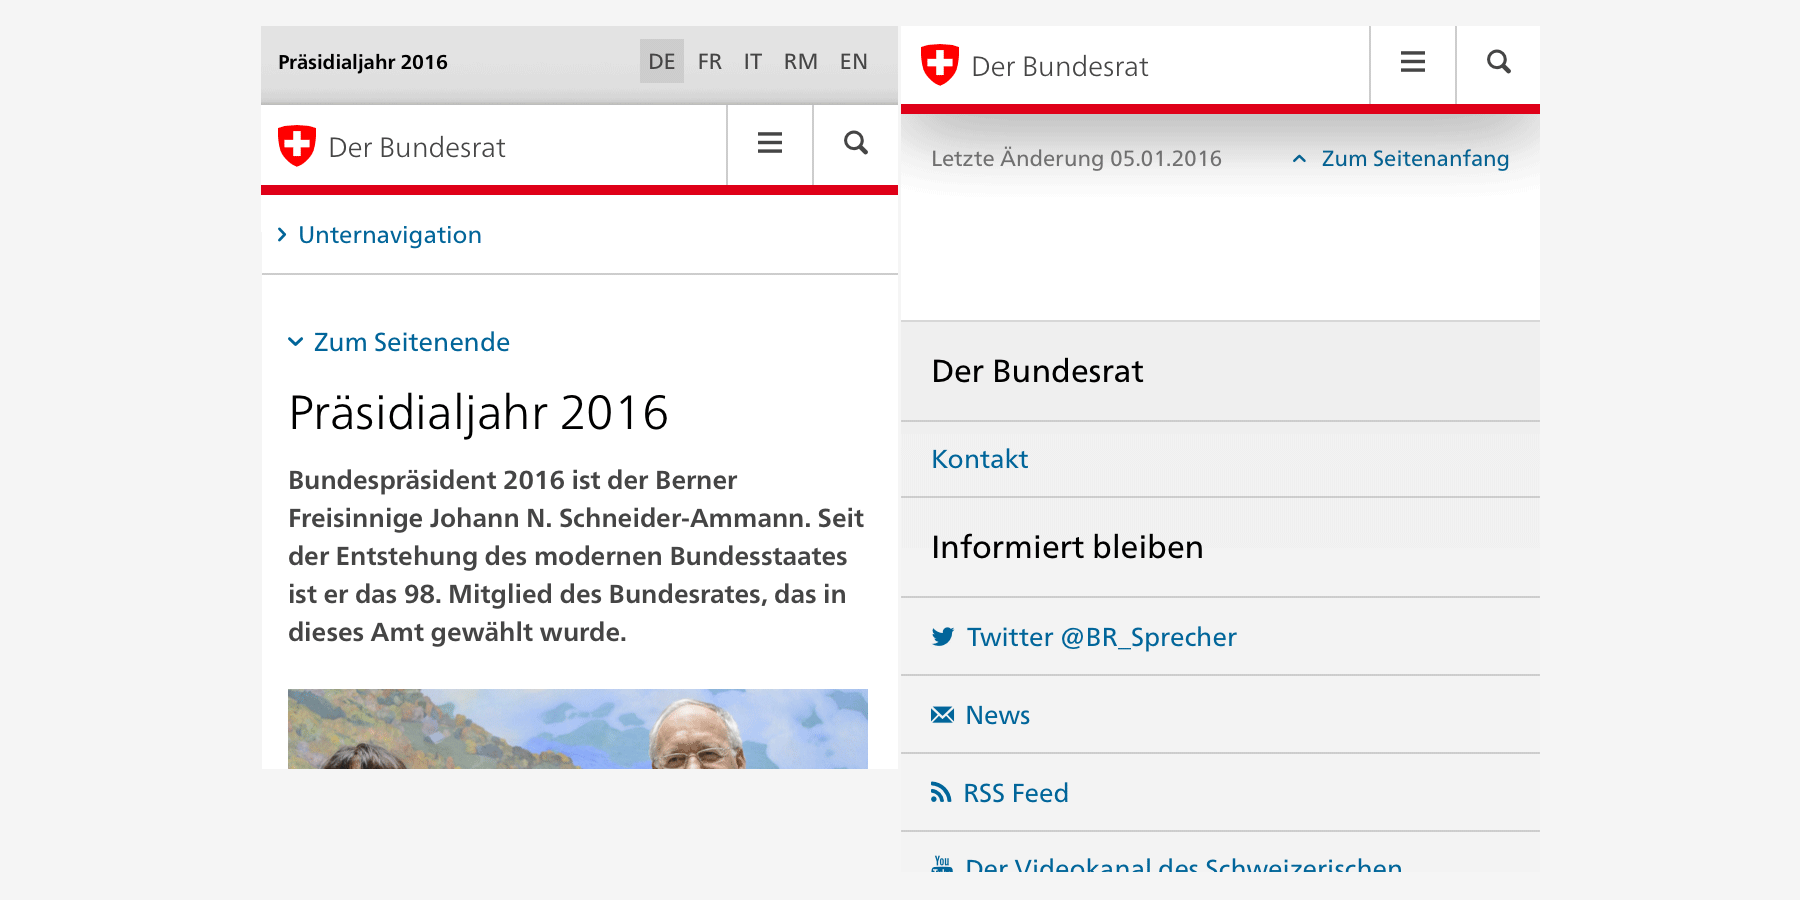 Präsidialjahr 2016
DE FR IT RM EN
Der Bundesrat
Unternavigation
Zum Seitenende
Präsidialjahr 2016
Bundespräsident 2016 ist der Berner
Freisinnige Johann N. Schneider-Ammann. Seit
der Entstehung des modernen Bundesstaates
ist er das 98. Mitglied des Bundesrates, das in
dieses Amt gewählt wurde.
Der Bundesrat
Letzte Änderung 05.01.2016
Zum Seitenanfang
Der Bundesrat
Kontakt
Informiert bleiben
Twitter @BR_Sprecher
News
RSS Feed
You
Der Videokanal des Schweizerischen